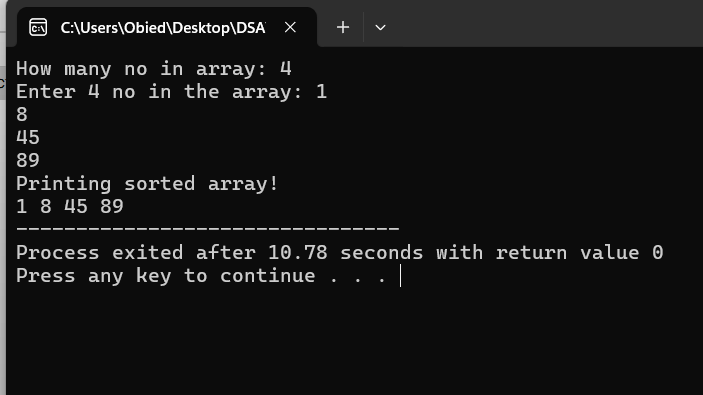 C:\Users\Obied\Desktop\DSA
How many no in array: 4
Enter 4 no in the array: 1
8
45
89
Printing sorted array!
1 8 45 89
--------------------------------
Process exited after 10.78 seconds with return value 0
Press any key to continue . . .